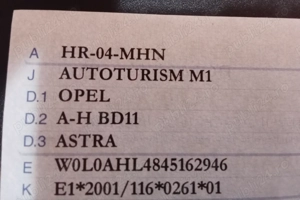 A HR-04-MHN
J AUTOTURISM M1
D.1 OPEL
D.2 A-H BD11
D.3 ASTRA
E W0L0AHL4845162946
K E1*2001/116*0261*01